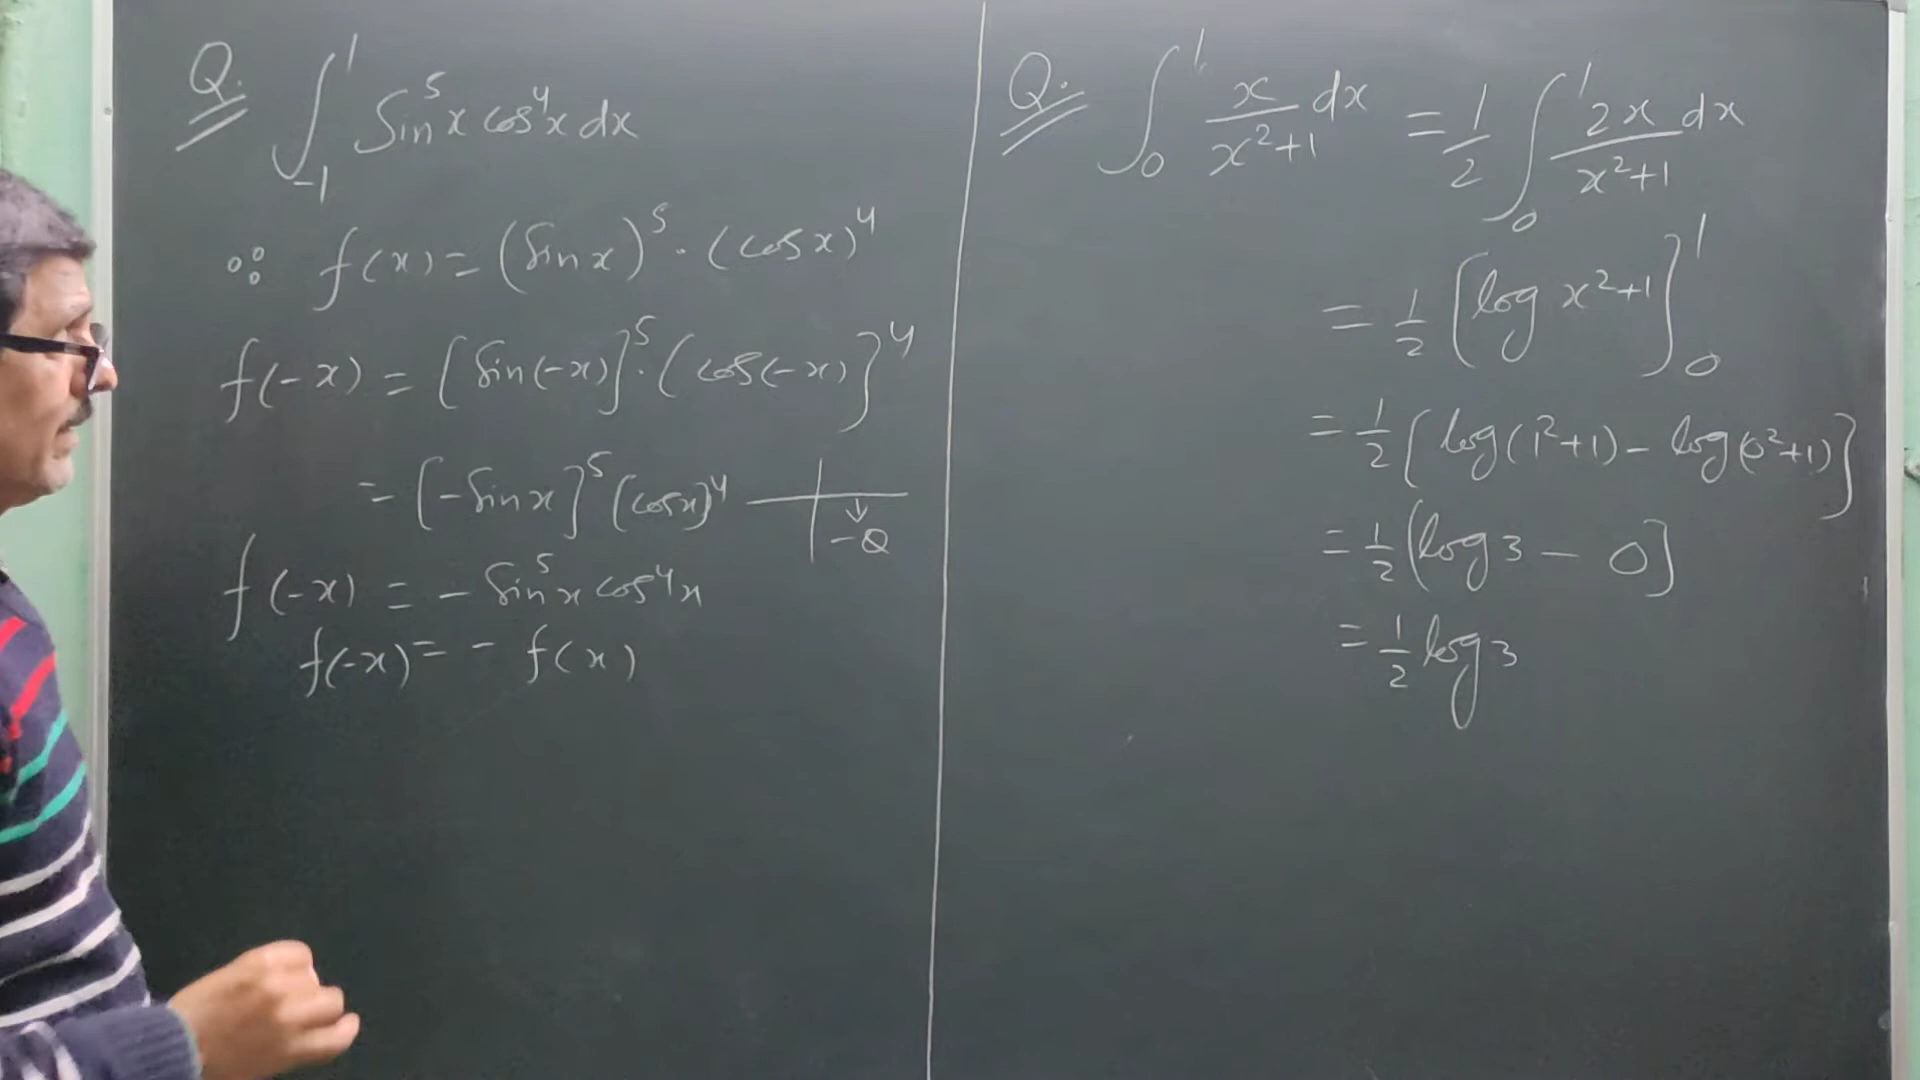 Q. ∫₋₁¹ Sin⁵x cos⁴x dx
∵ f(x) = (Sin x)⁵ · (cos x)⁴
f(-x) = [Sin(-x)]⁵ · (cos(-x)]⁴
= [-Sin x]⁵ [cos x]⁴
-θ
f(-x) = - Sin⁵x cos⁴x
f(-x) = - f(x)
Q. ∫₀¹ x/(x²+1) dx = 1/2 ∫₀¹ 2x/(x²+1) dx
= 1/2 [log x²+1]₀¹
= 1/2 [log(1²+1) - log(0²+1)]
= 1/2 [log 3 - 0]
= 1/2 log 3